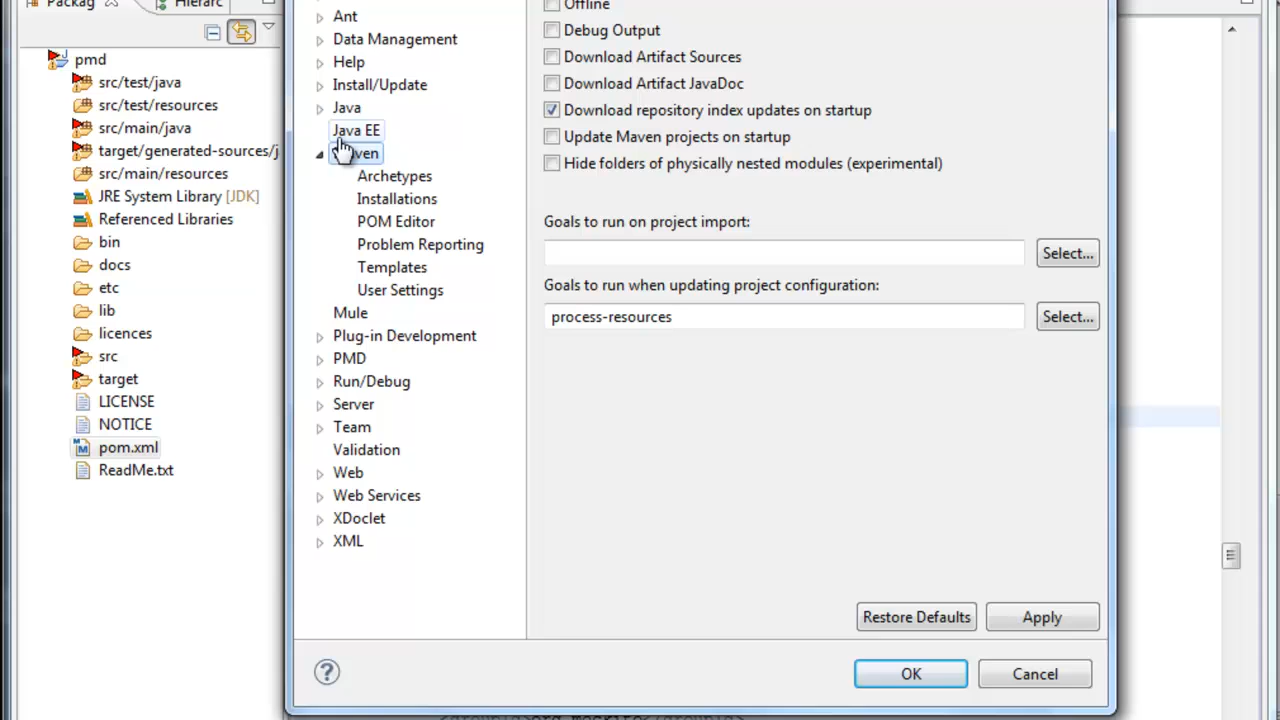 Packag
Hierarc
pmd
src/test/java
src/test/resources
src/main/java
target/generated-sources/j
src/main/resources
JRE System Library [JDK]
Referenced Libraries
bin
docs
etc
lib
licences
src
target
LICENSE
NOTICE
pom.xml
ReadMe.txt
Ant
Data Management
Help
Install/Update
Java
Java EE
Maven
Archetypes
Installations
POM Editor
Problem Reporting
Templates
User Settings
Mule
Plug-in Development
PMD
Run/Debug
Server
Team
Validation
Web
Web Services
XDoclet
XML
Offline
Debug Output
Download Artifact Sources
Download Artifact JavaDoc
Download repository index updates on startup
Update Maven projects on startup
Hide folders of physically nested modules (experimental)
Goals to run on project import:
Select...
Goals to run when updating project configuration:
process-resources
Select...
Restore Defaults
Apply
OK
Cancel